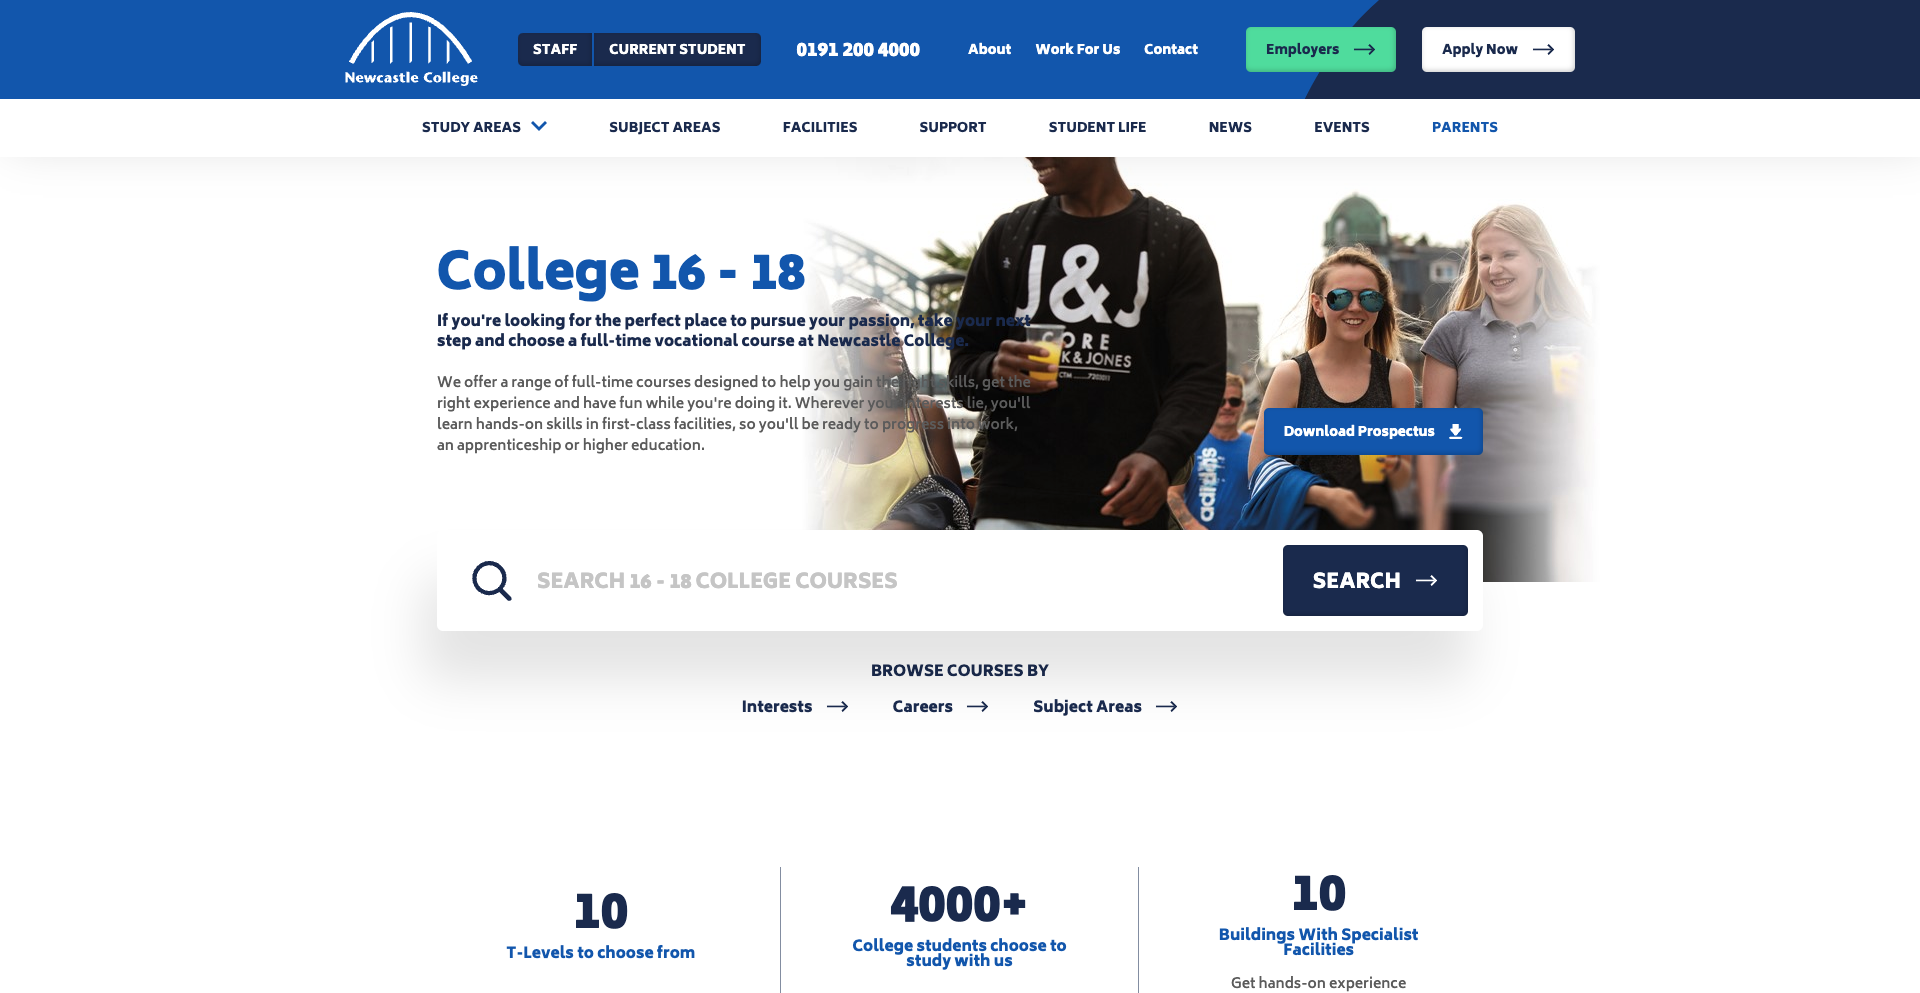 Newcastle College
STAFF
CURRENT STUDENT
0191 200 4000
About
Work For Us
Contact
Employers
Apply Now
STUDY AREAS
SUBJECT AREAS
FACILITIES
SUPPORT
STUDENT LIFE
NEWS
EVENTS
PARENTS
College 16 - 18
If you're looking for the perfect place to pursue your passion, take your next
step and choose a full-time vocational course at Newcastle College.
We offer a range of full-time courses designed to help you gain the right skills, get the
right experience and have fun while you're doing it. Wherever your interests lie, you'll
learn hands-on skills in first-class facilities, so you'll be ready to progress into work,
an apprenticeship or higher education.
J&J
CORE
K & JONES
adidas
Download Prospectus
SEARCH 16 - 18 COLLEGE COURSES
SEARCH
BROWSE COURSES BY
Interests
Careers
Subject Areas
10
T-Levels to choose from
4000+
College students choose to
study with us
10
Buildings With Specialist
Facilities
Get hands-on experience